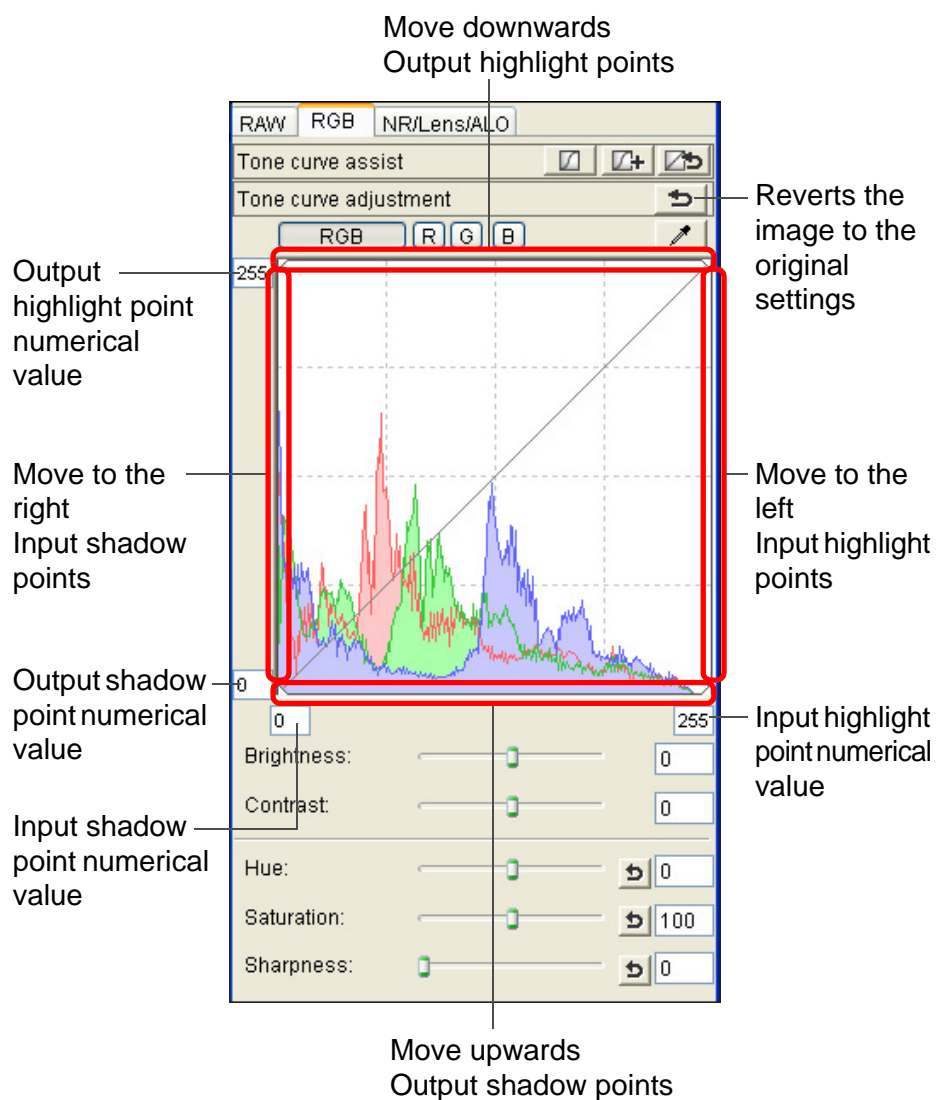 Move downwards
Output highlight points
RAW RGB NR/Lens/ALO
Tone curve assist
Tone curve adjustment
RGB R G B
Reverts the
image to the
original
settings
Output
highlight point
numerical
value
255
Move to the
right
Input shadow
points
Move to the
left
Input highlight
points
Output shadow
point numerical
value
0
0
255
Input highlight
point numerical
value
Input shadow
point numerical
value
Brightness: 0
Contrast: 0
Hue: 0
Saturation: 100
Sharpness: 0
Move upwards
Output shadow points